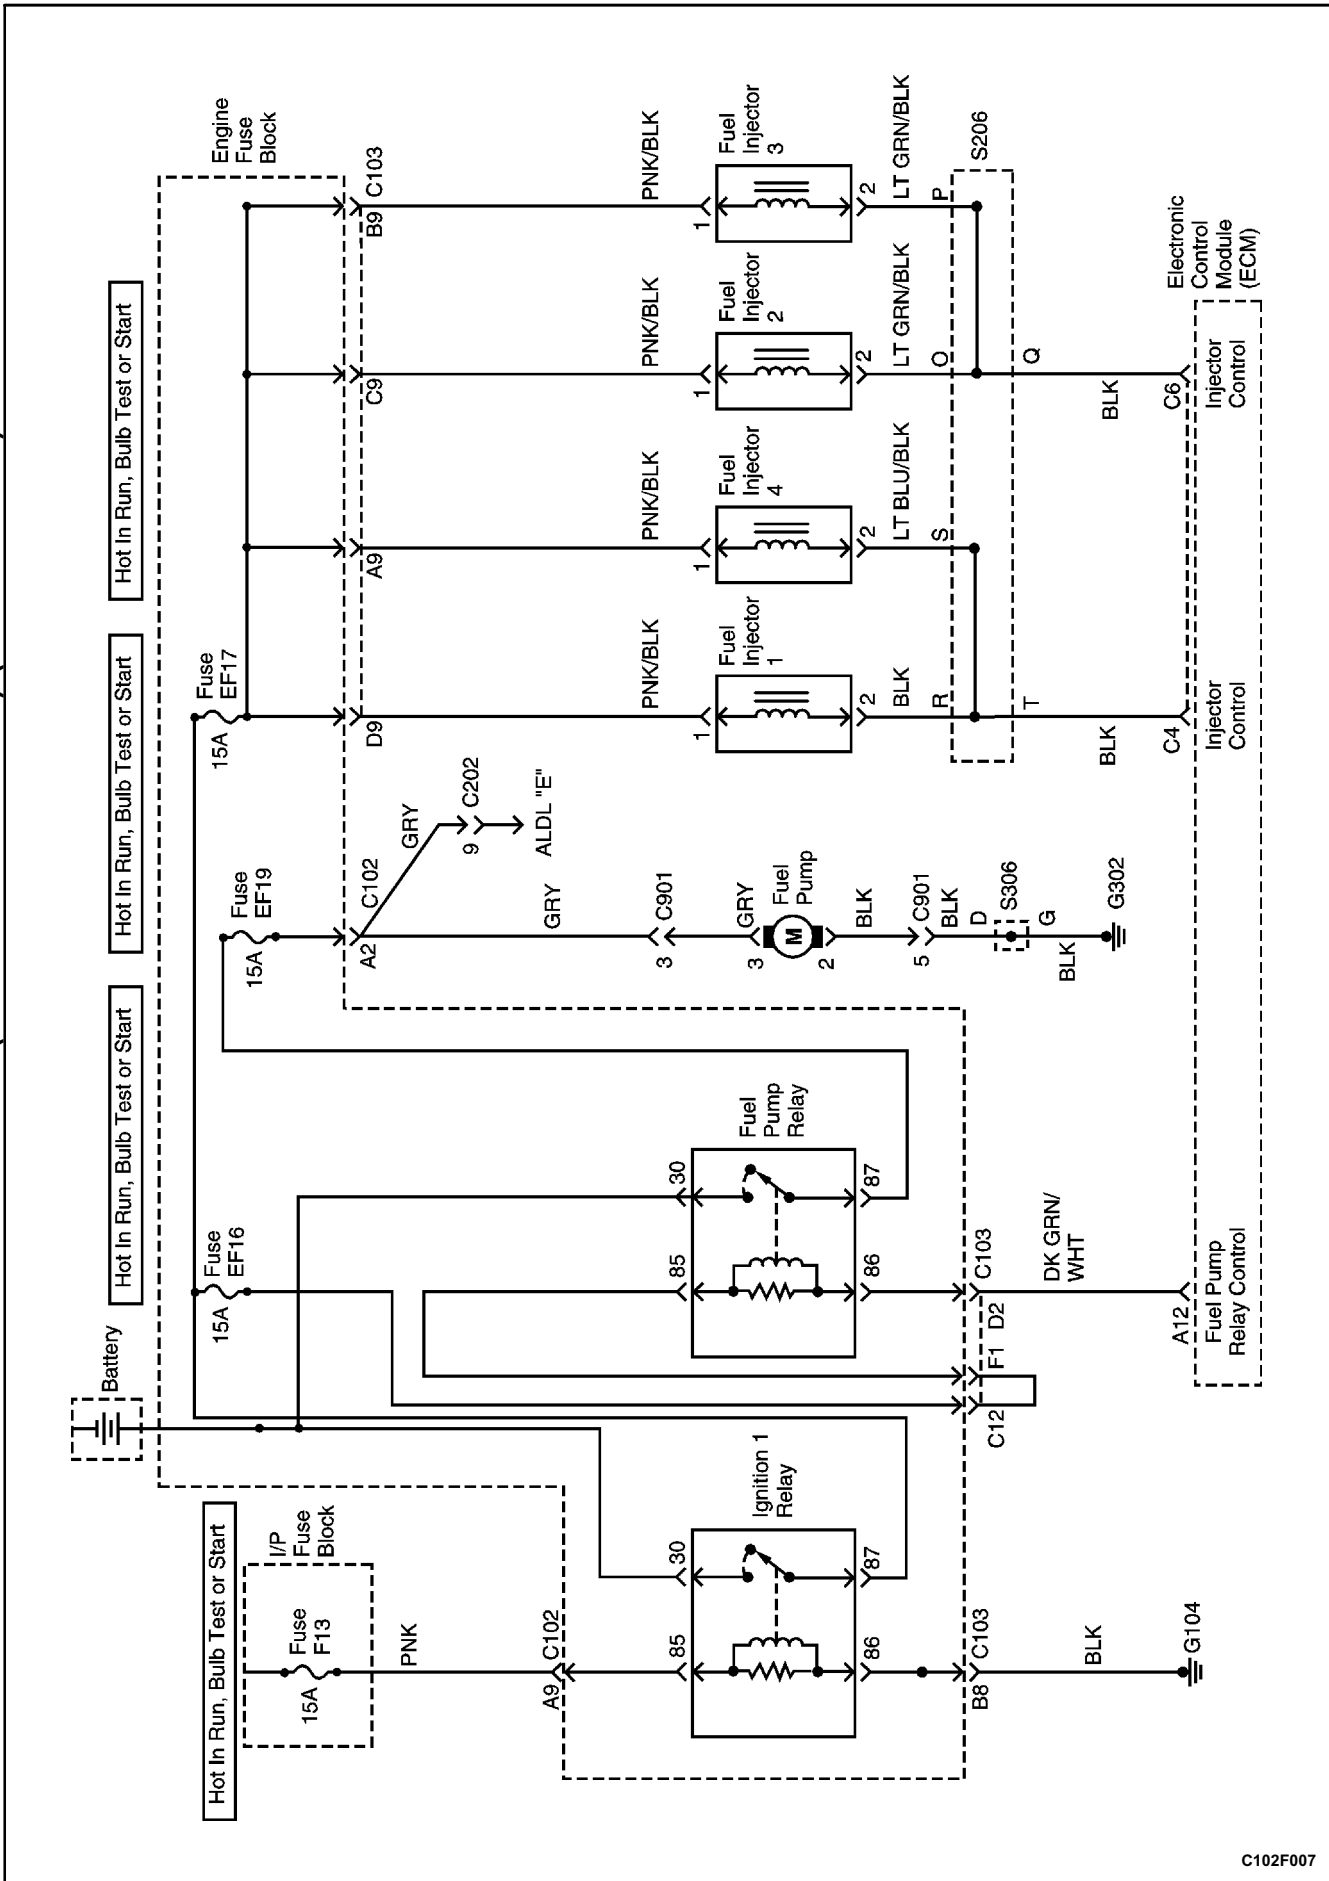 Hot In Run, Bulb Test or Start
Hot In Run, Bulb Test or Start
Hot In Run, Bulb Test or Start
Hot In Run, Bulb Test or Start
Battery
I/P
Fuse
Block
Fuse
F13
15A
PNK
Fuse
EF16
15A
Fuse
EF19
15A
Fuse
EF17
15A
Engine
Fuse
Block
A9
C102
A2
C102
GRY
9
C202
ALDL "E"
D9
A9
C9
B9
C103
GRY
3
C901
GRY
3
Fuel
Pump
M
2
BLK
5
C901
BLK
D
S306
G
BLK
G302
PNK/BLK
PNK/BLK
PNK/BLK
PNK/BLK
1
Fuel
Injector
1
2
1
Fuel
Injector
4
2
1
Fuel
Injector
2
2
1
Fuel
Injector
3
2
BLK
LT BLU/BLK
LT GRN/BLK
LT GRN/BLK
R
S
O
P
S206
T
Q
BLK
BLK
C4
C6
Injector
Control
Injector
Control
Electronic
Control
Module
(ECM)
Ignition 1
Relay
85
30
86
87
Fuel
Pump
Relay
85
30
86
87
B8
C103
BLK
G104
C12
F1
D2
C103
DK GRN/
WHT
A12
Fuel Pump
Relay Control
C102F007